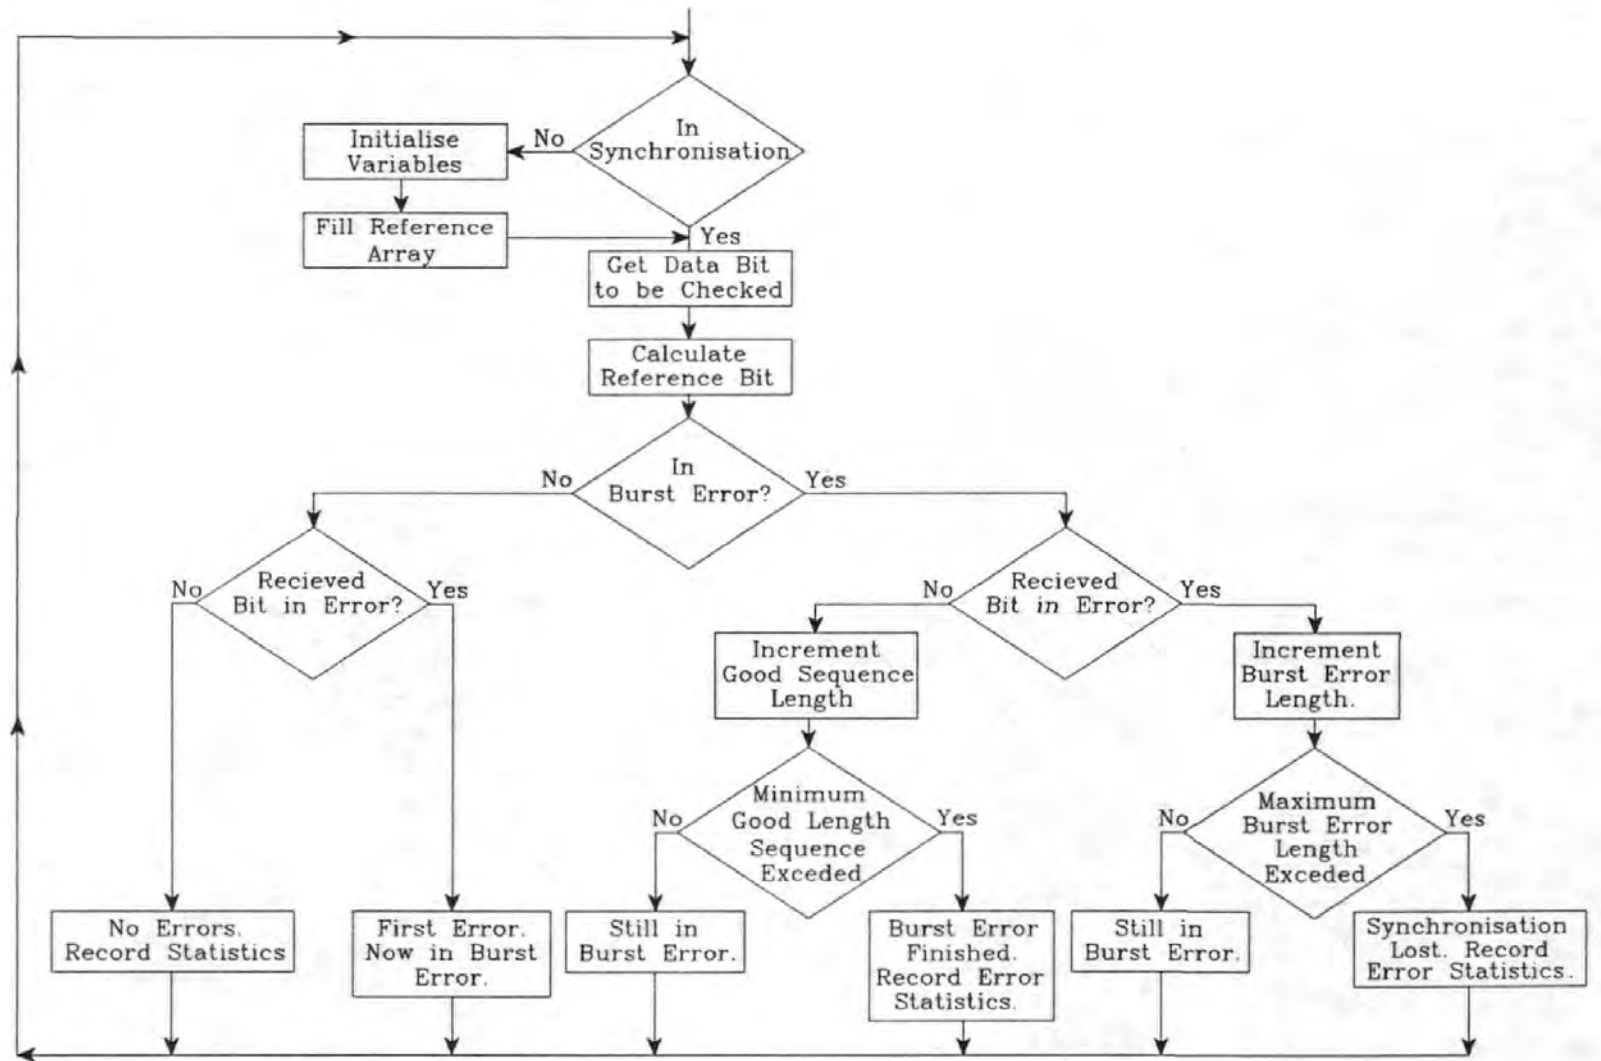 In
Synchronisation
No
Initialise
Variables
Fill Reference
Array
Yes
Get Data Bit
to be Checked
Calculate
Reference Bit
In
Burst Error?
No
Yes
Recieved
Bit in Error?
No
Yes
Recieved
Bit in Error?
No
Yes
Increment
Good Sequence
Length
Increment
Burst Error
Length.
Minimum
Good Length
Sequence
Exceeded
No
Yes
Maximum
Burst Error
Length
Exceded
No
Yes
No Errors.
Record Statistics
First Error.
Now in Burst
Error.
Still in
Burst Error.
Burst Error
Finished.
Record Error
Statistics.
Still in
Burst Error.
Synchronisation
Lost. Record
Error Statistics.